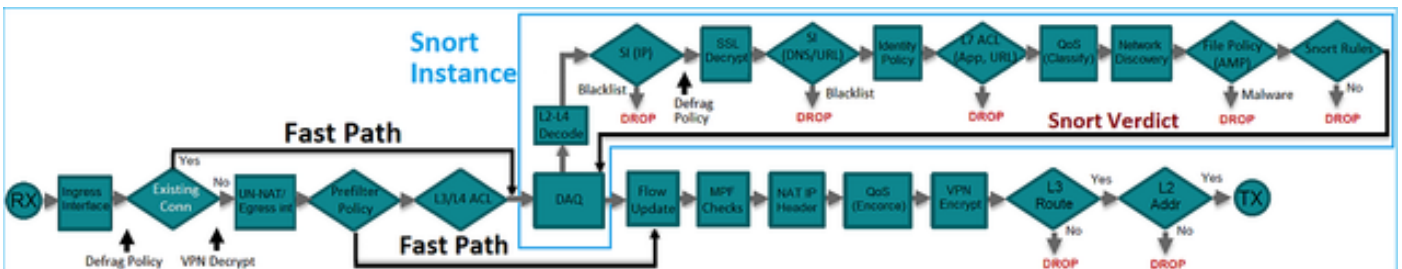 Snort
Instance
SI (IP)
SSL
Decrypt
SI
(DNS/URL)
Identity
Policy
L7 ACL
(App, URL)
QoS
(Classify)
Network
Discovery
File Policy
(AMP)
Snort Rules
Blacklist
DROP
Defrag
Policy
Blacklist
DROP
DROP
Malware
DROP
No
DROP
L2-L4
Decode
Snort Verdict
Fast Path
Yes
RX
Ingress
Interface
Existing
Conn
No
UN-NAT/
Egress int
Prefilter
Policy
L3/L4 ACL
DAQ
Flow
Update
MPF
Checks
NAT IP
Header
QoS
(Encorce)
VPN
Encrypt
L3
Route
Yes
L2
Addr
Yes
TX
Defrag Policy
VPN Decrypt
Fast Path
No
DROP
No
DROP